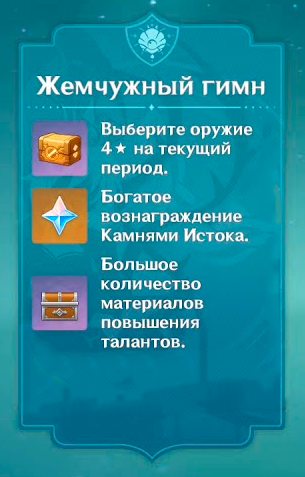 Жемчужный гимн
Выберите оружие
4★ на текущий
период.
Богатое
вознаграждение
Камнями Истока.
Большое
количество
материалов
повышения
талантов.